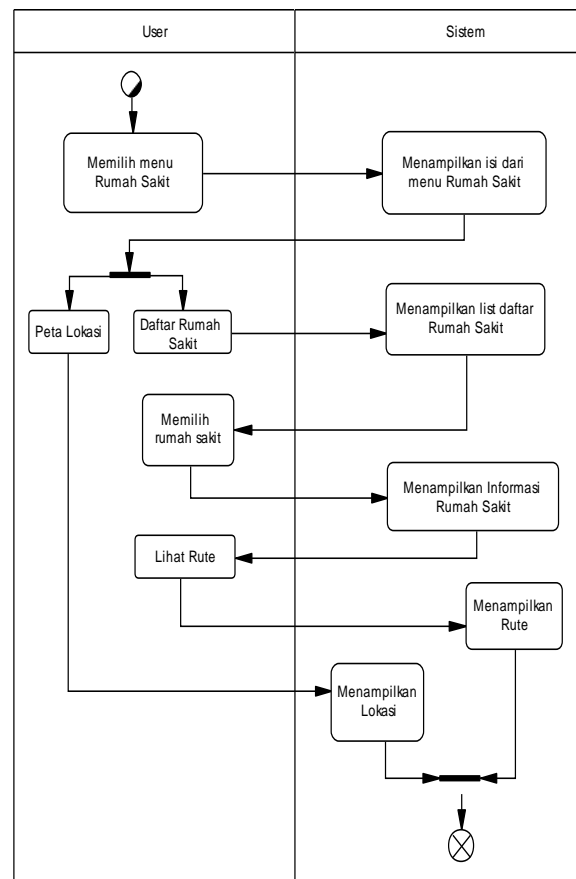 User
Sistem
Memilih menu
Rumah Sakit
Menampilkan isi dari
menu Rumah Sakit
Peta Lokasi
Daftar Rumah
Sakit
Menampilkan list daftar
Rumah Sakit
Memilih
rumah sakit
Menampilkan Informasi
Rumah Sakit
Lihat Rute
Menampilkan
Rute
Menampilkan
Lokasi